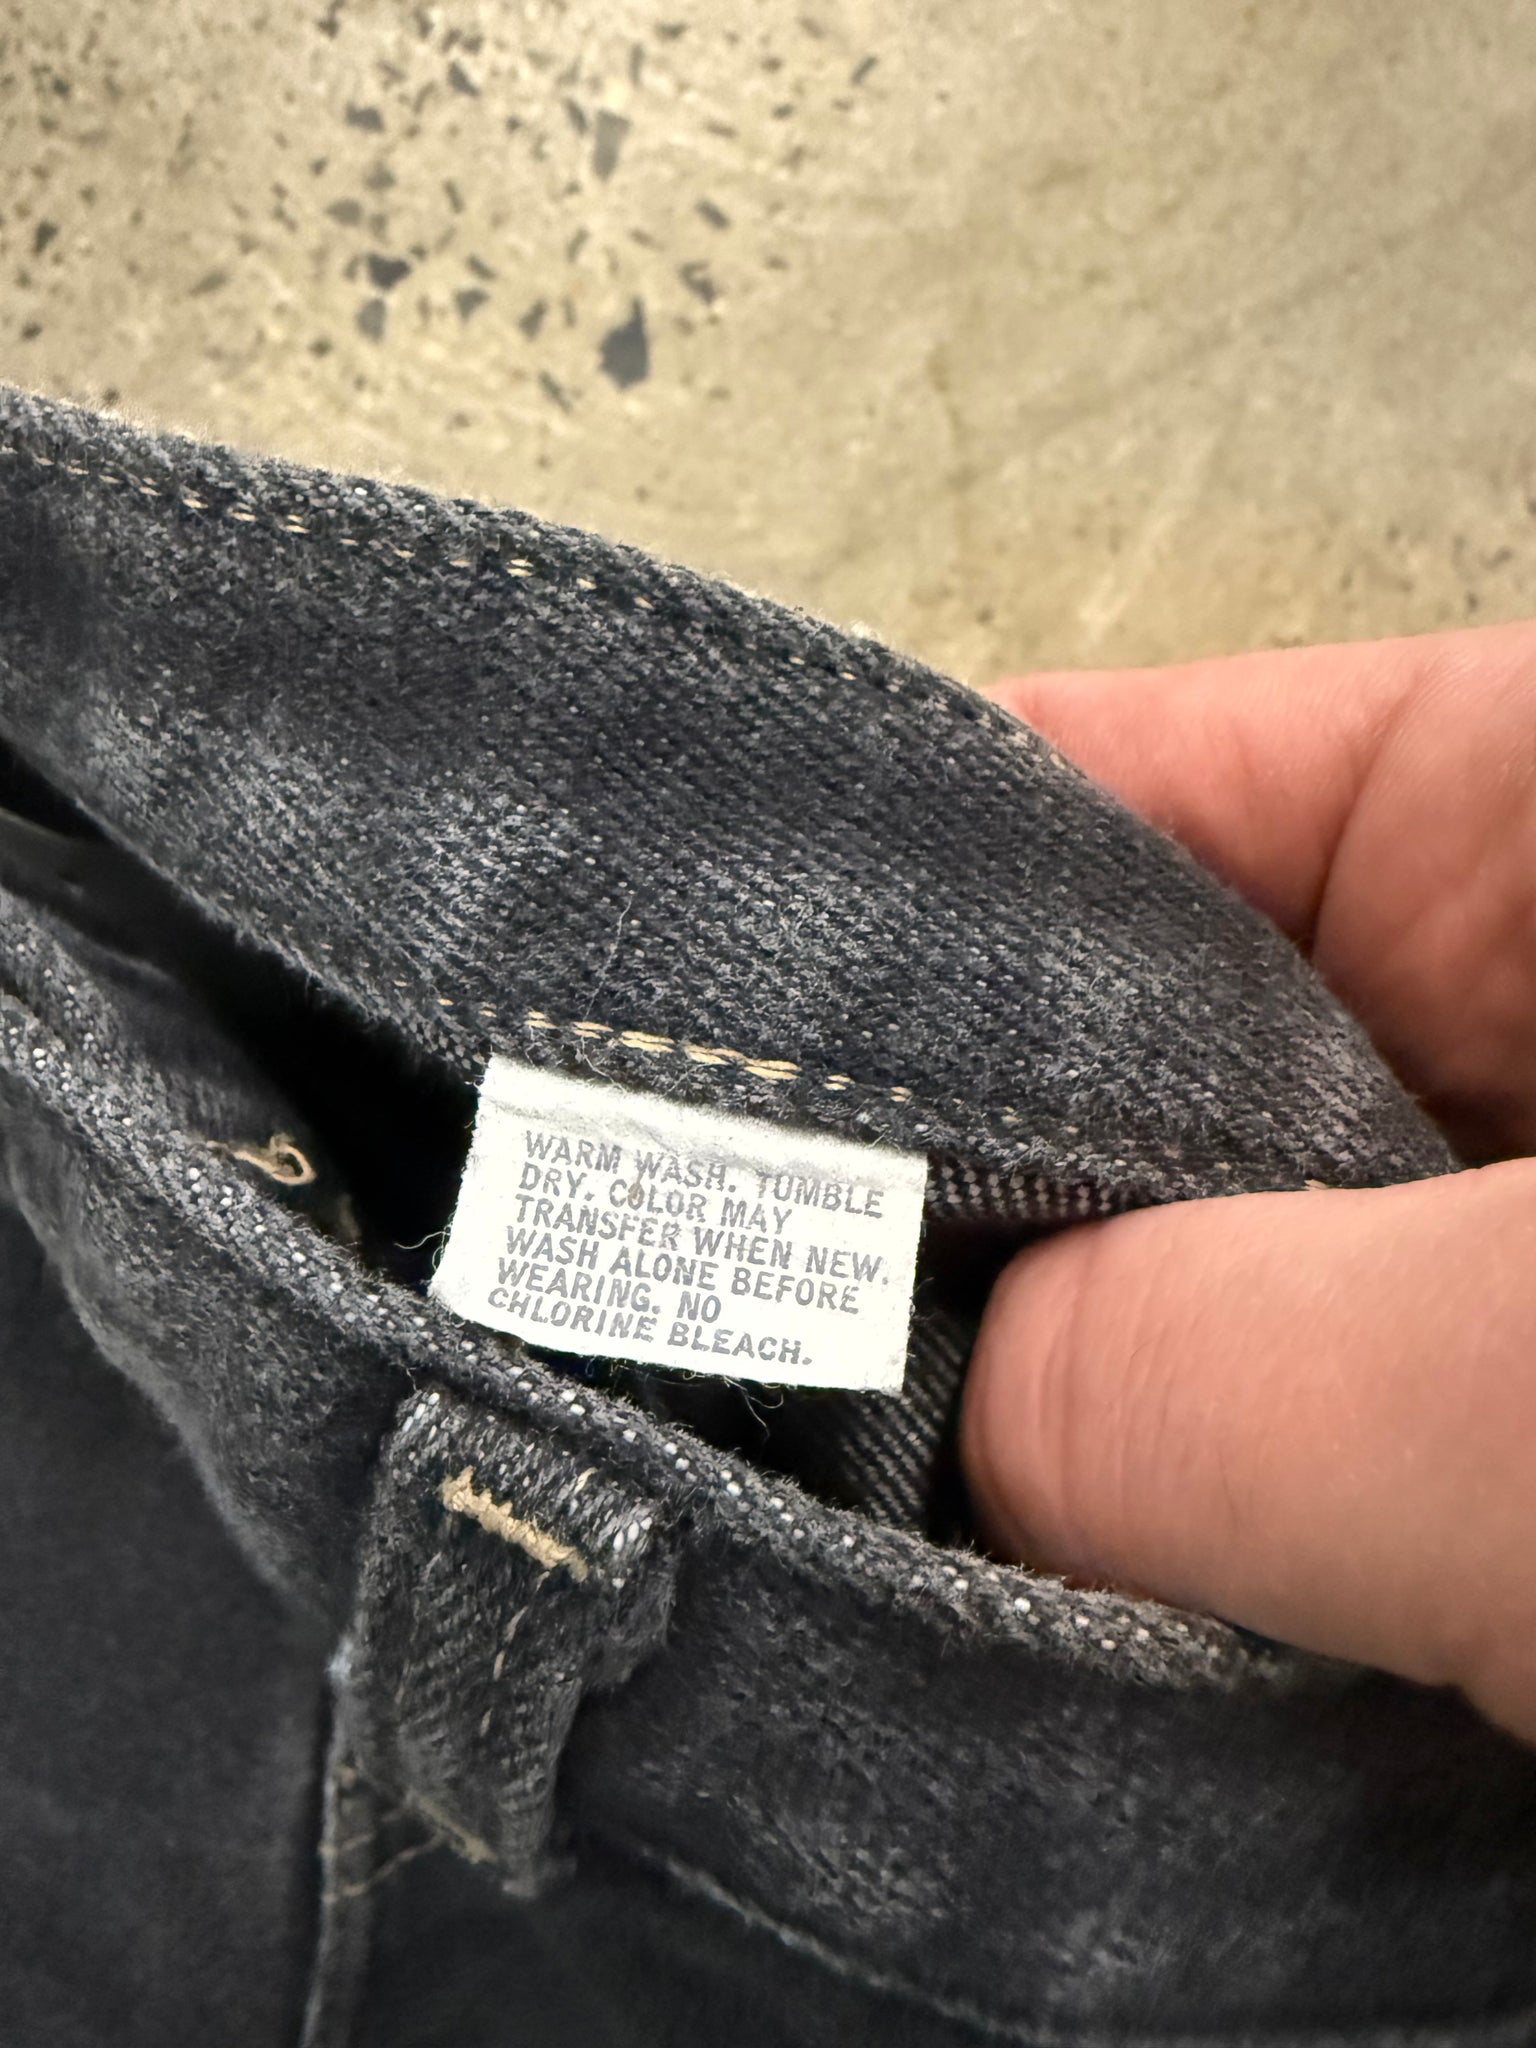 WARM WASH. TUMBLE
DRY. COLOR MAY
TRANSFER WHEN NEW.
WASH ALONE BEFORE
WEARING. NO
CHLORINE BLEACH.